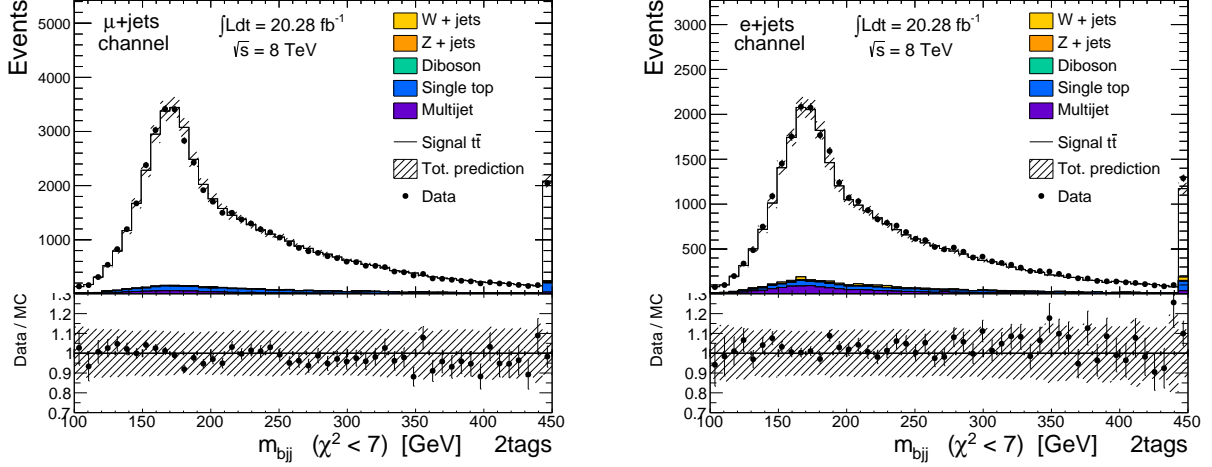 Events
5000
4000
3000
2000
1000
μ+jets
channel
∫Ldt = 20.28 fb⁻¹
√s = 8 TeV
W + jets
Z + jets
Diboson
Single top
Multijet
Signal tt̄
Tot. prediction
Data
Data / MC
1.3
1.2
1.1
1
0.9
0.8
0.7
100 150 200 250 300 350 400 450
m_bjj (χ² < 7) [GeV] 2tags
Events
3000
2500
2000
1500
1000
500
e+jets
channel
∫Ldt = 20.28 fb⁻¹
√s = 8 TeV
W + jets
Z + jets
Diboson
Single top
Multijet
Signal tt̄
Tot. prediction
Data
Data / MC
1.3
1.2
1.1
1
0.9
0.8
0.7
100 150 200 250 300 350 400 450
m_bjj (χ² < 7) [GeV] 2tags